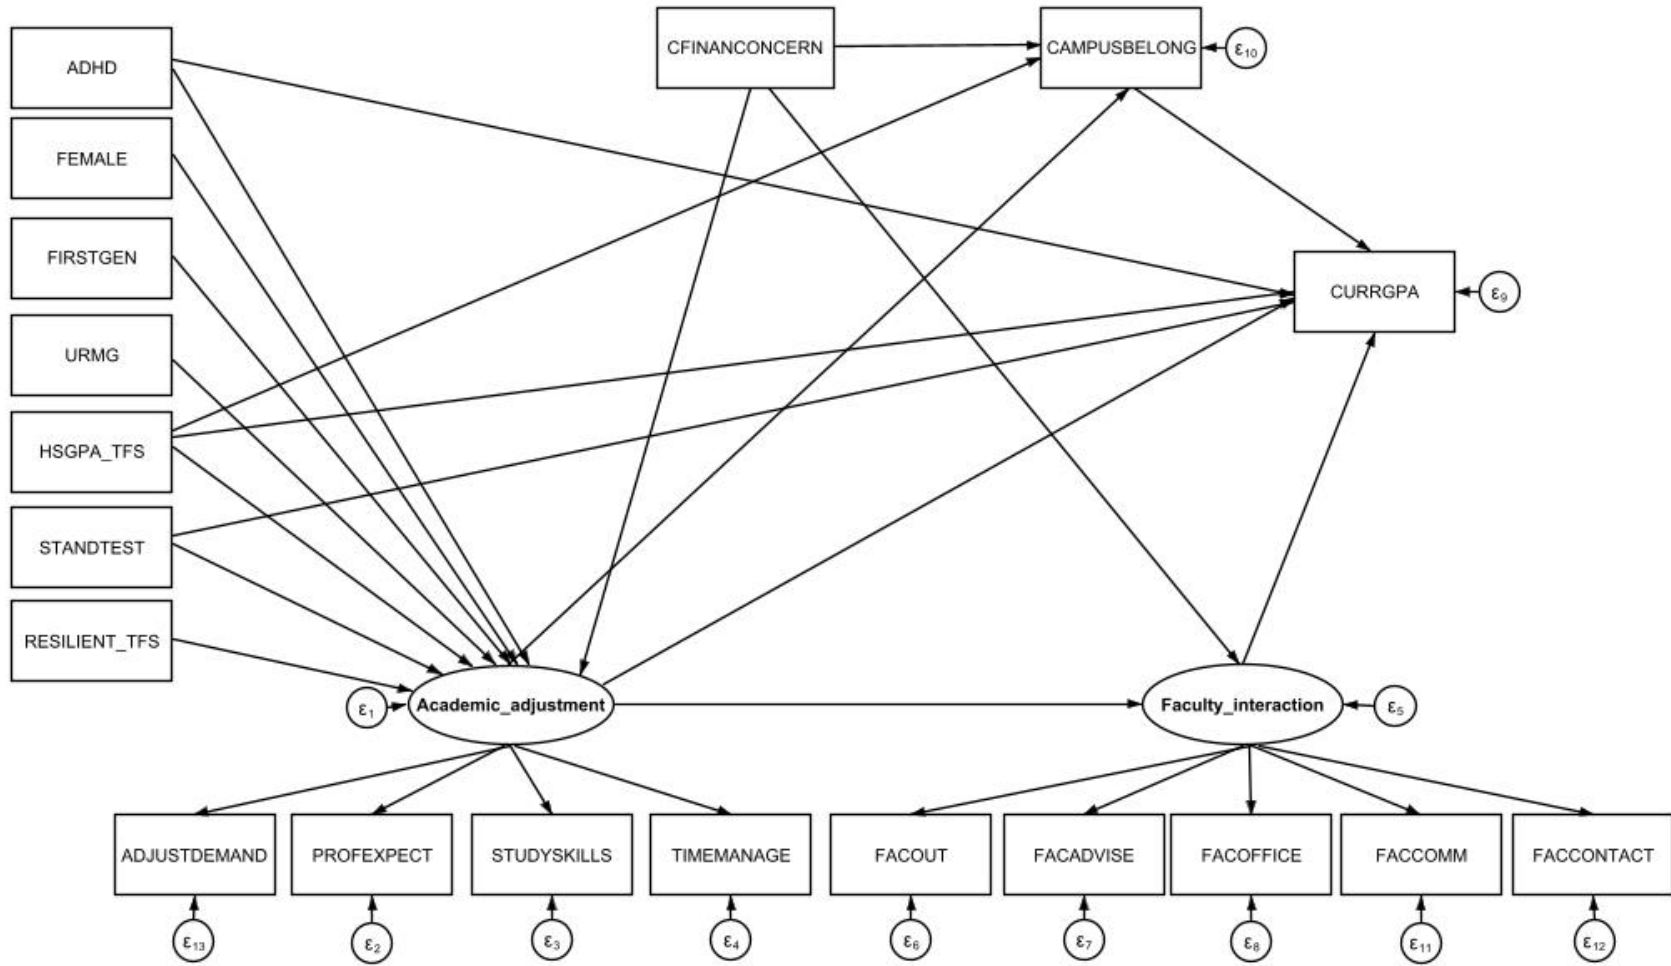 CFINANCONCERN
CAMPUSBELONG
ε10
ADHD
FEMALE
FIRSTGEN
URMG
HSGPA_TFS
STANDTEST
RESILIENT_TFS
CURRGPA
ε9
ε1
Academic_adjustment
Faculty_interaction
ε5
ADJUSTDEMAND
PROFEXPECT
STUDYSKILLS
TIMEMANAGE
FACOUT
FACADVISE
FACOFFICE
FACCOMM
FACCONTACT
ε13
ε2
ε3
ε4
ε6
ε7
ε8
ε11
ε12